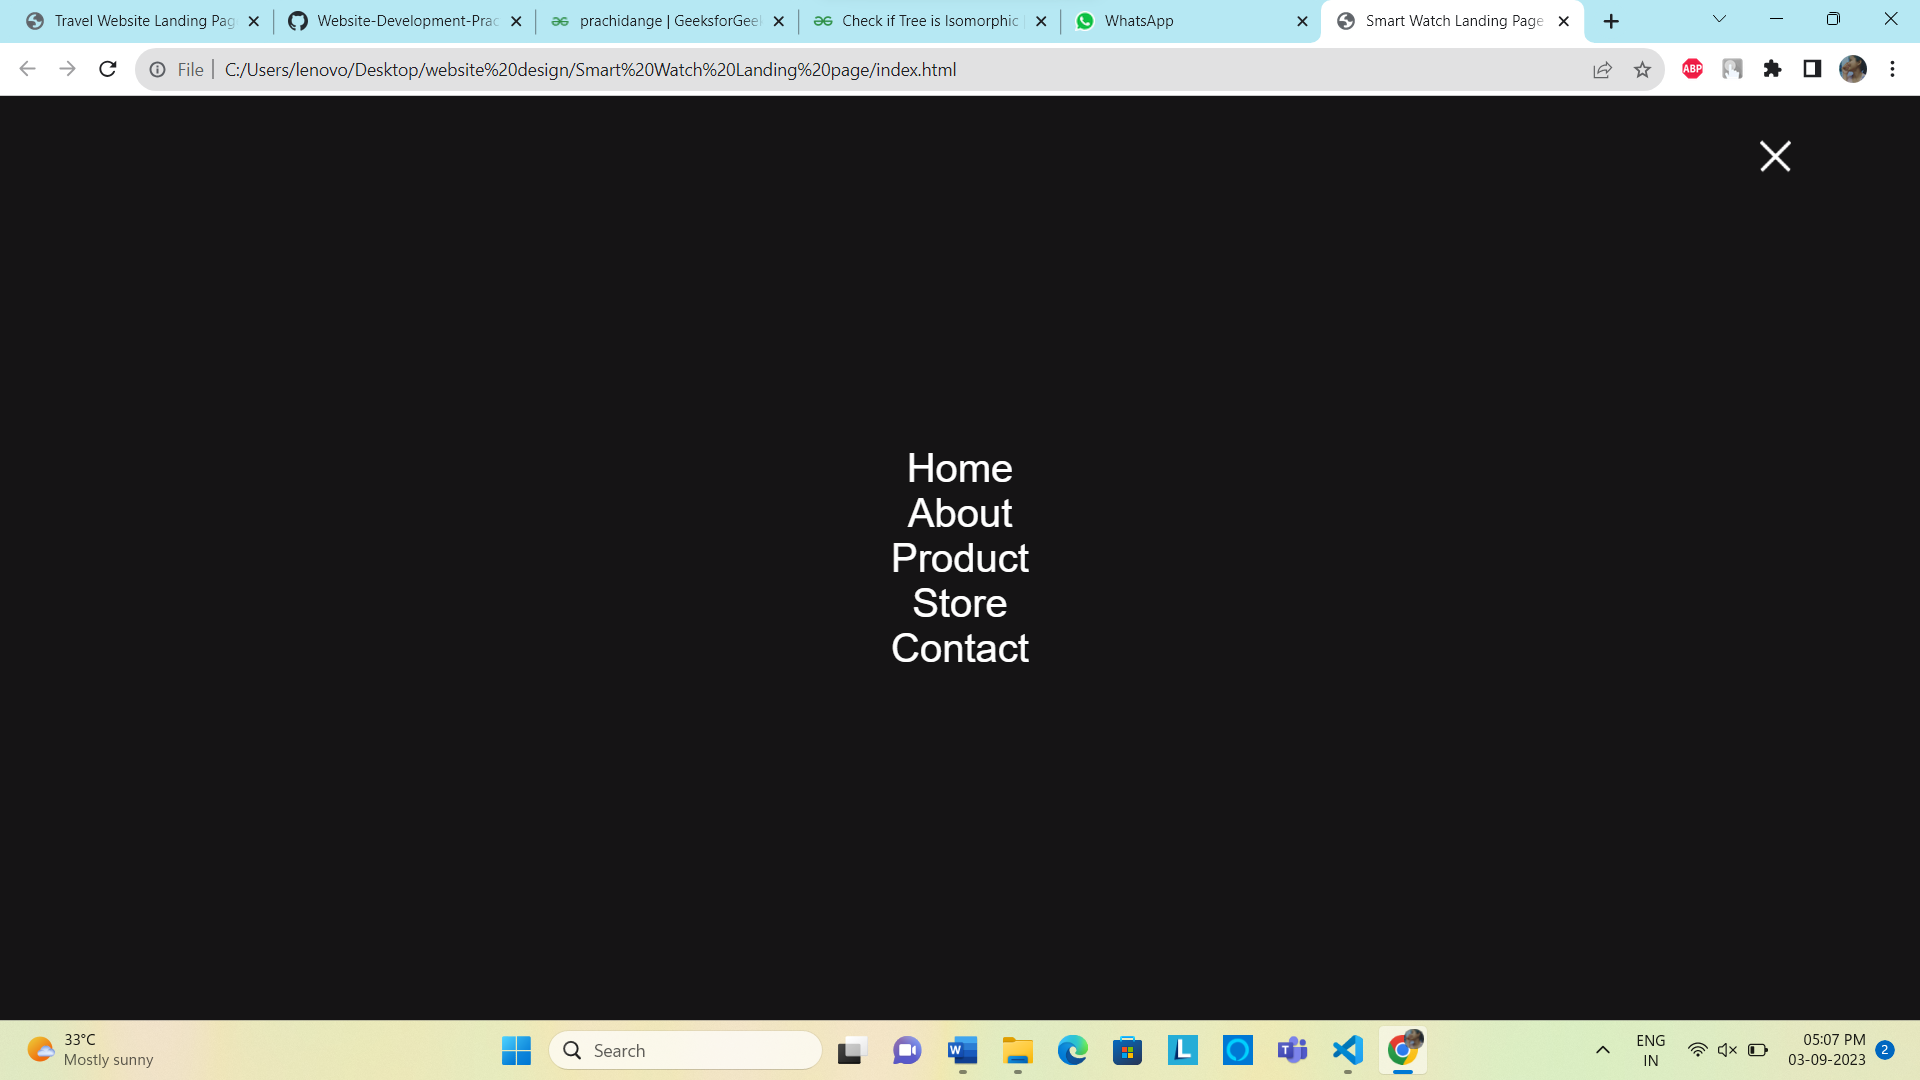 Travel Website Landing Pag
Website-Development-Prac
prachidange | GeeksforGeek
Check if Tree is Isomorphic |
WhatsApp
Smart Watch Landing Page
File | C:/Users/lenovo/Desktop/website%20design/Smart%20Watch%20Landing%20page/index.html
ABP
Home
About
Product
Store
Contact
33°C
Mostly sunny
Search
ENG
IN
05:07 PM
03-09-2023
2